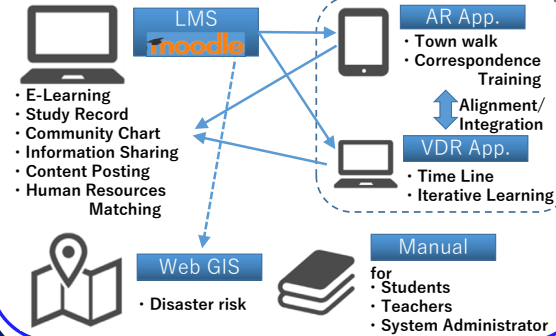 LMS
moodle
・E-Learning
・Study Record
・Community Chart
・Information Sharing
・Content Posting
・Human Resources
Matching
AR App.
・Town walk
・Correspondence
Training
Alignment/
Integration
VDR App.
・Time Line
・Iterative Learning
Web GIS
・Disaster risk
Manual
for
・Students
・Teachers
・System Administrator